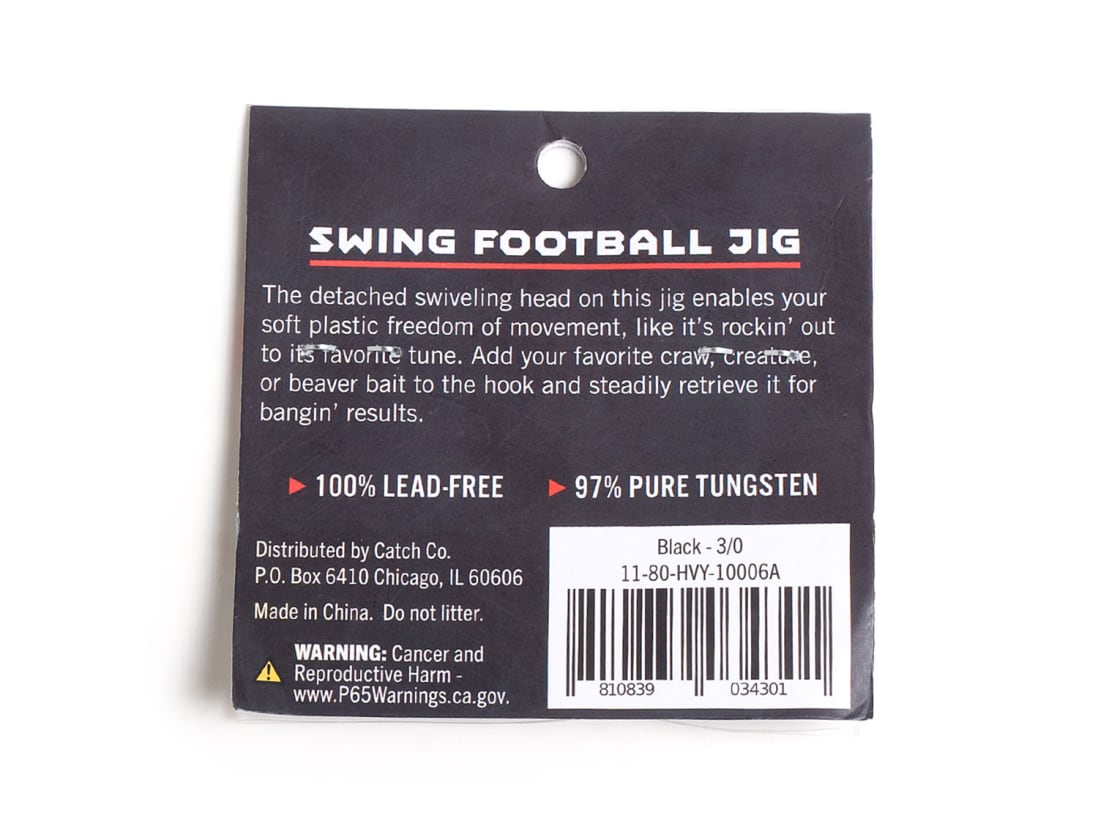 SWING FOOTBALL JIG
The detached swiveling head on this jig enables your
soft plastic freedom of movement, like it's rockin' out
to its favorite tune. Add your favorite craw, creature,
or beaver bait to the hook and steadily retrieve it for
bangin' results.
100% LEAD-FREE
97% PURE TUNGSTEN
Distributed by Catch Co.
P.O. Box 6410 Chicago, IL 60606
Made in China. Do not litter.
WARNING: Cancer and
Reproductive Harm -
www.P65Warnings.ca.gov.
Black - 3/0
11-80-HVY-10006A
810839 034301